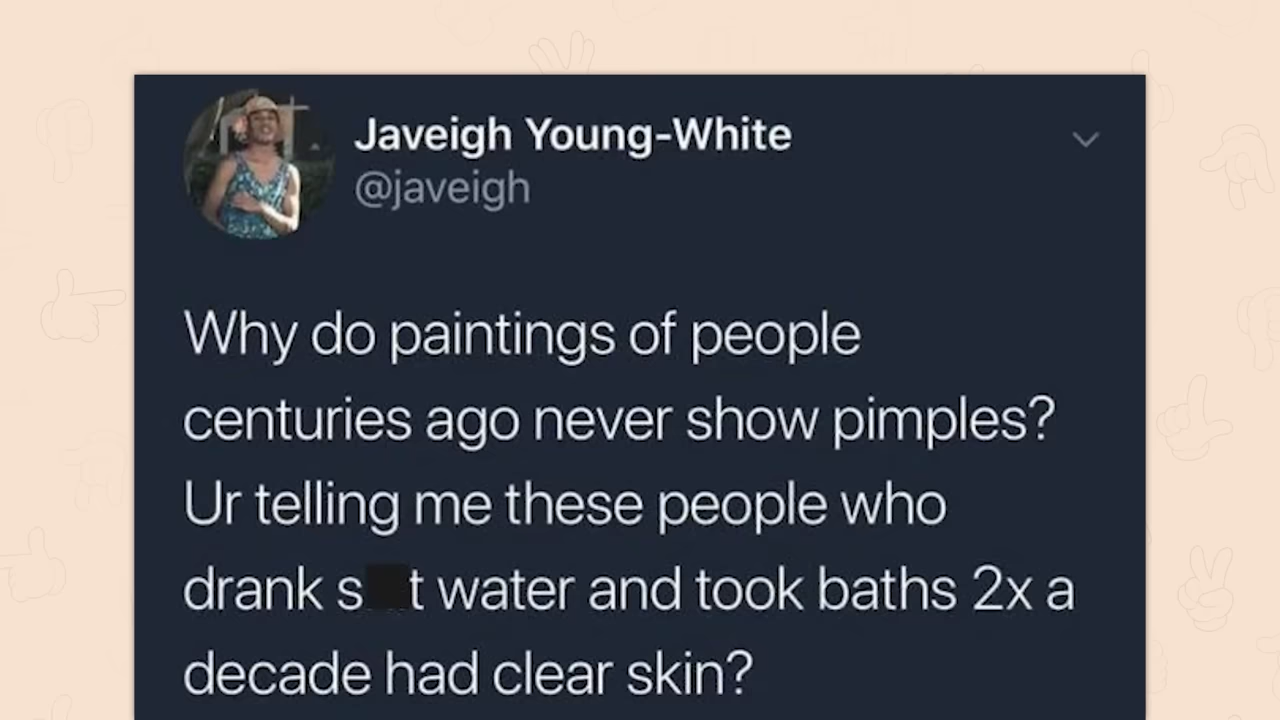 Javeigh Young-White
@javeigh
Why do paintings of people
centuries ago never show pimples?
Ur telling me these people who
drank s t water and took baths 2x a
decade had clear skin?